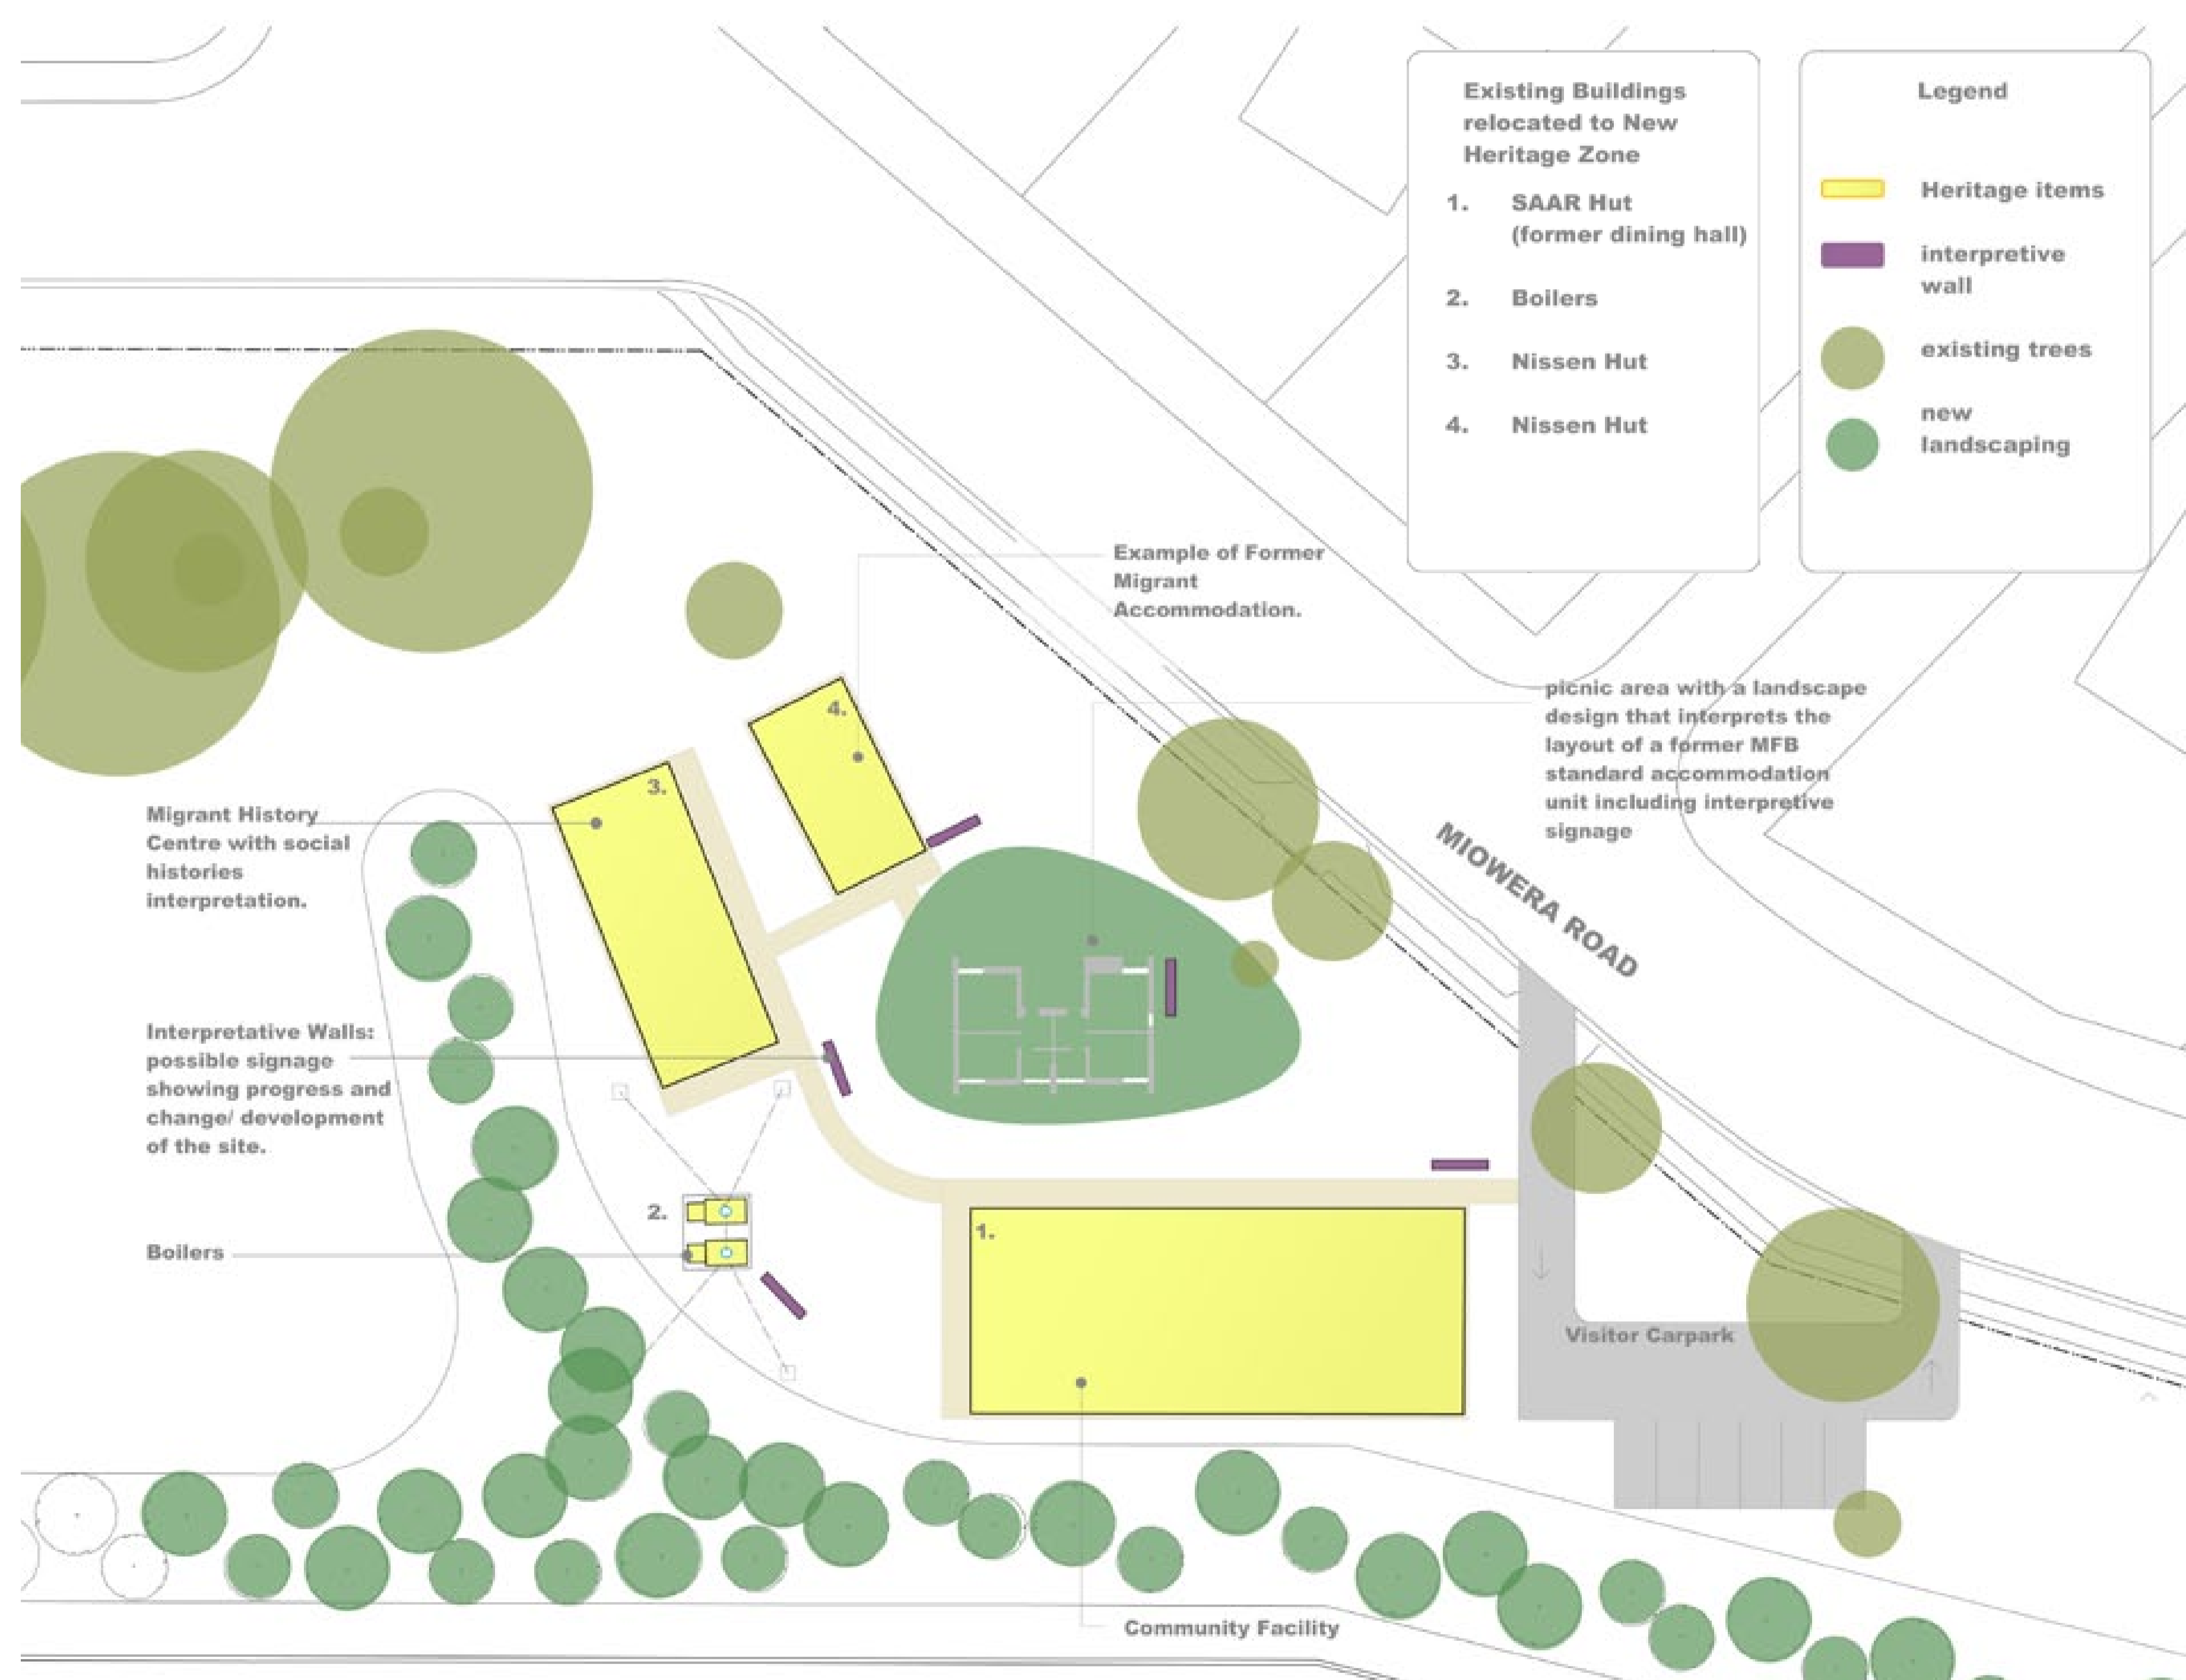 Existing Buildings
relocated to New
Heritage Zone
1. SAAR Hut
(former dining hall)
2. Boilers
3. Nissen Hut
4. Nissen Hut
Legend
Heritage items
interpretive
wall
existing trees
new
landscaping
Example of Former
Migrant
Accommodation.
picnic area with a landscape
design that interprets the
layout of a former MFB
standard accommodation
unit including interpretive
signage
MIOWERA ROAD
4.
3.
Migrant History
Centre with social
histories
interpretation.
Interpretative Walls:
possible signage
showing progress and
change/ development
of the site.
2.
Boilers
1.
Visitor Carpark
Community Facility